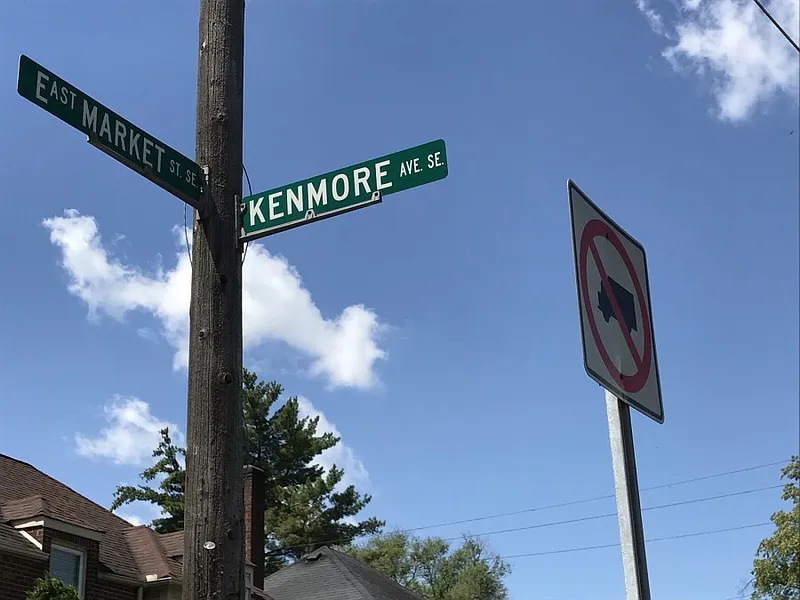 EAST MARKET ST. SE.
KENMORE AVE. SE.